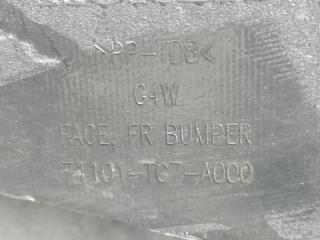 >PP-TD8<
G4W
FACE, FR BUMPER
71101-TG7-A000